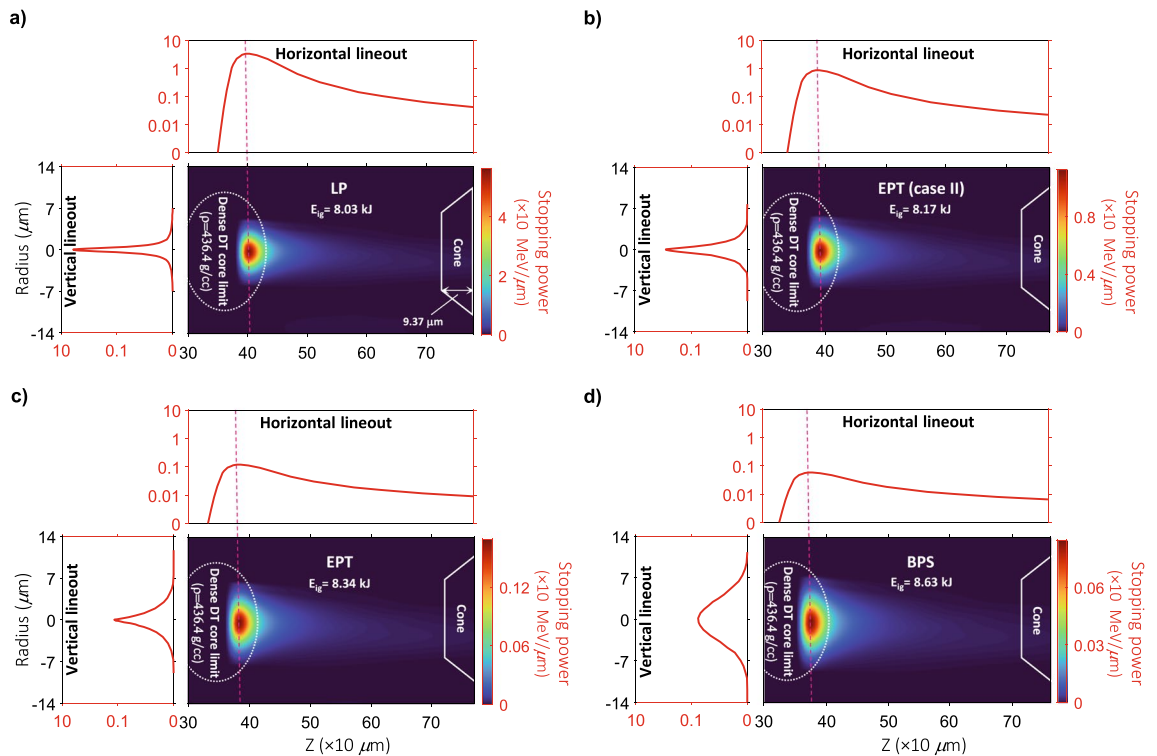 a)
10
1
0.1
0.01
0
Horizontal lineout
14
7
0
-7
-14
Radius (μm)
Vertical lineout
10
0.1
0
LP
E_ig= 8.03 kJ
Dense DT core limit
(ρ=436.4 g/cc)
Cone
9.37 μm
30
40
50
60
70
4
2
0
Stopping power
(×10 MeV/μm)
b)
10
1
0.1
0.01
0
Horizontal lineout
14
7
0
-7
-14
Vertical lineout
10
0.1
0
EPT (case II)
E_ig= 8.17 kJ
Dense DT core limit
(ρ=436.4 g/cc)
Cone
30
40
50
60
70
0.8
0.4
0
Stopping power
(×10 MeV/μm)
c)
10
1
0.1
0.01
0
Horizontal lineout
14
7
0
-7
-14
Radius (μm)
Vertical lineout
10
0.1
0
EPT
E_ig= 8.34 kJ
Dense DT core limit
(ρ=436.4 g/cc)
Cone
30
40
50
60
70
Z (×10 μm)
0.12
0.06
0
Stopping power
(×10 MeV/μm)
d)
10
1
0.1
0.01
0
Horizontal lineout
14
7
0
-7
-14
Vertical lineout
10
0.1
0
BPS
E_ig= 8.63 kJ
Dense DT core limit
(ρ=436.4 g/cc)
Cone
30
40
50
60
70
Z (×10 μm)
0.06
0.03
0
Stopping power
(×10 MeV/μm)